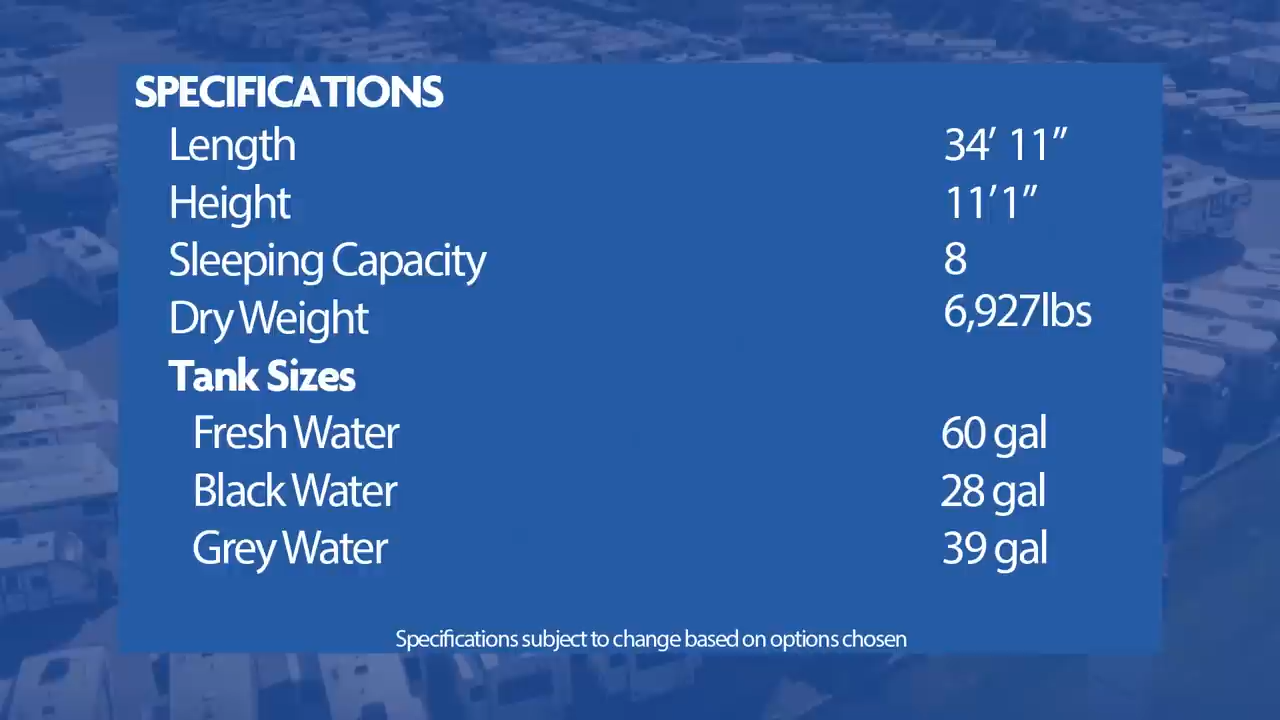 SPECIFICATIONS
Length 34’ 11”
Height 11’1”
Sleeping Capacity 8
Dry Weight 6,927lbs
Tank Sizes
Fresh Water 60 gal
Black Water 28 gal
Grey Water 39 gal
Specifications subject to change based on options chosen